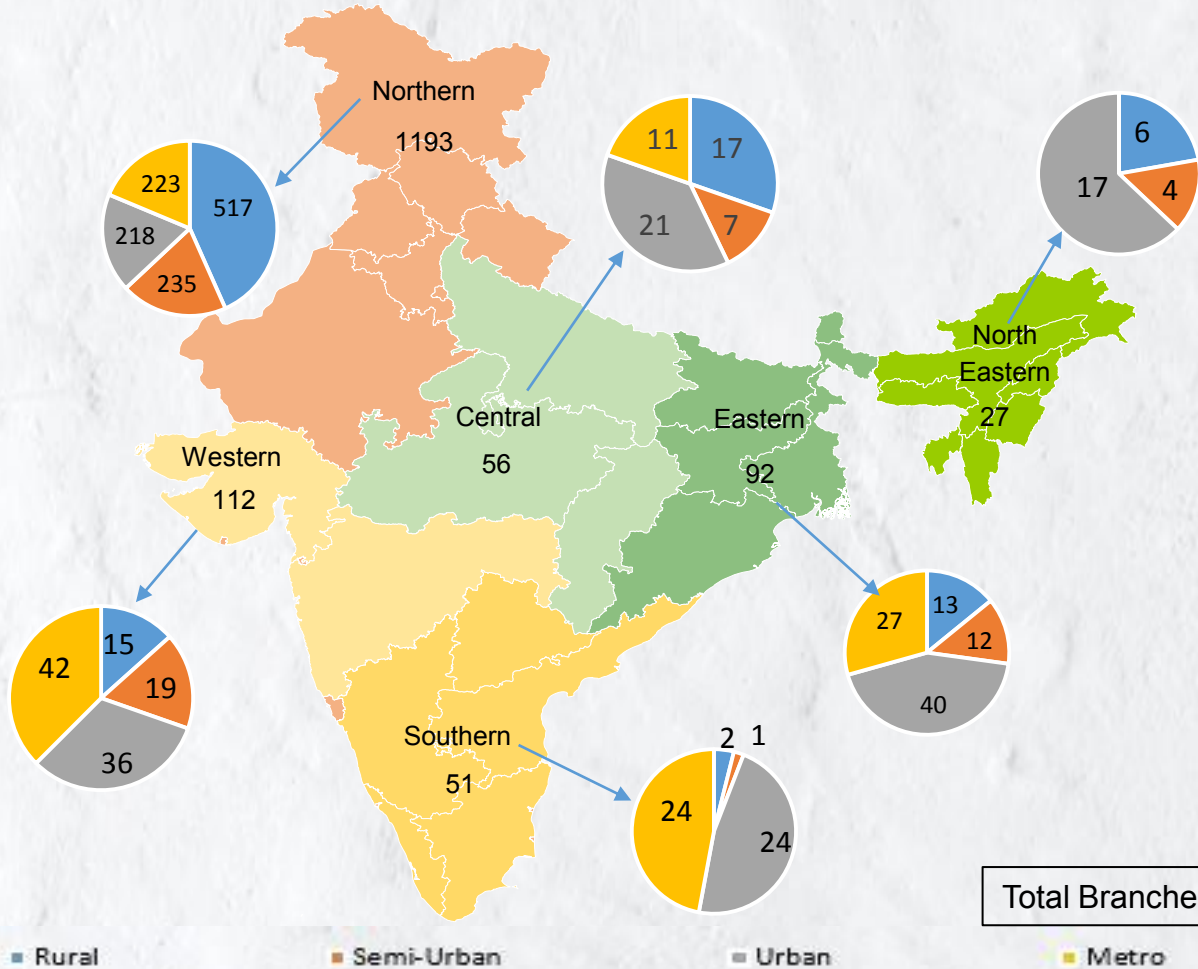 Northern
1193
223
517
218
235
11
17
21
7
6
17
4
North
Eastern
27
Central
56
Eastern
92
Western
112
15
42
19
36
13
27
12
40
Southern
51
2
1
24
24
Total Branche
Rural
Semi-Urban
Urban
Metro